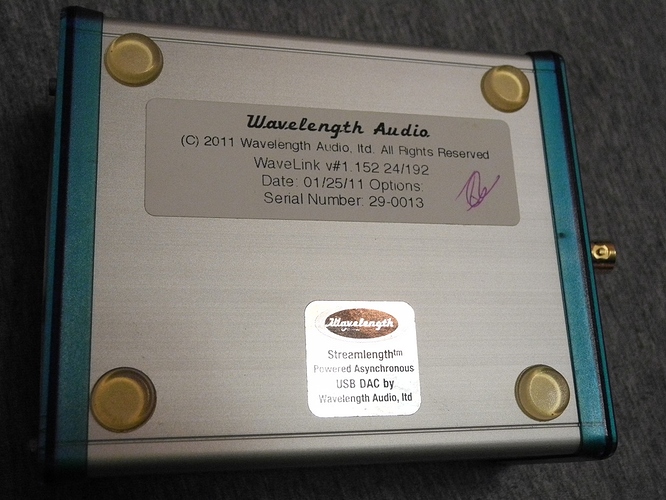 Wavelength Audio
(C) 2011 Wavelength Audio, ltd. All Rights Reserved
WaveLink v#1.152 24/192
Date: 01/25/11 Options:
Serial Number: 29-0013
Wavelength
Streamlength™
Powered Asynchronous
USB DAC by
Wavelength Audio, ltd